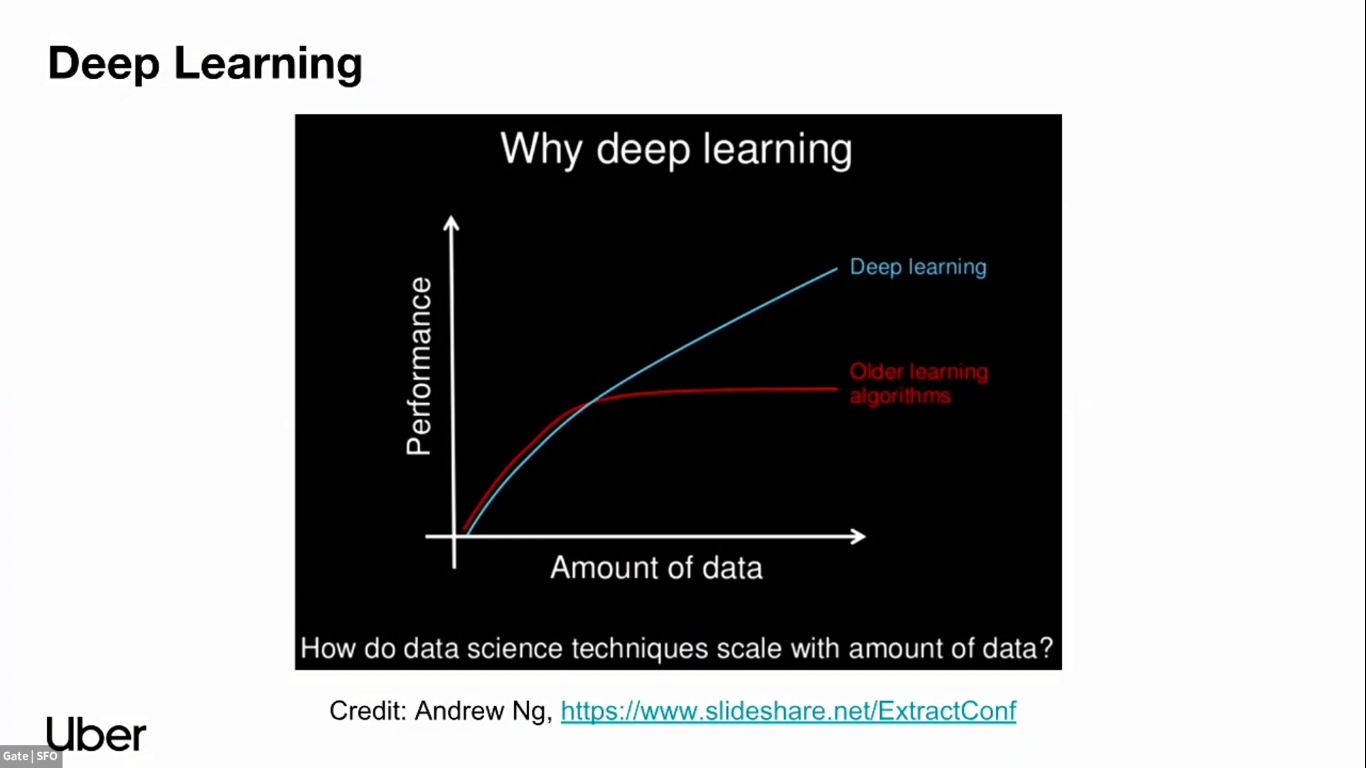 Deep Learning
Why deep learning
Performance
Deep learning
Older learning
algorithms
Amount of data
How do data science techniques scale with amount of data?
Credit: Andrew Ng, https://www.slideshare.net/ExtractConf
Uber
Gate | SFO